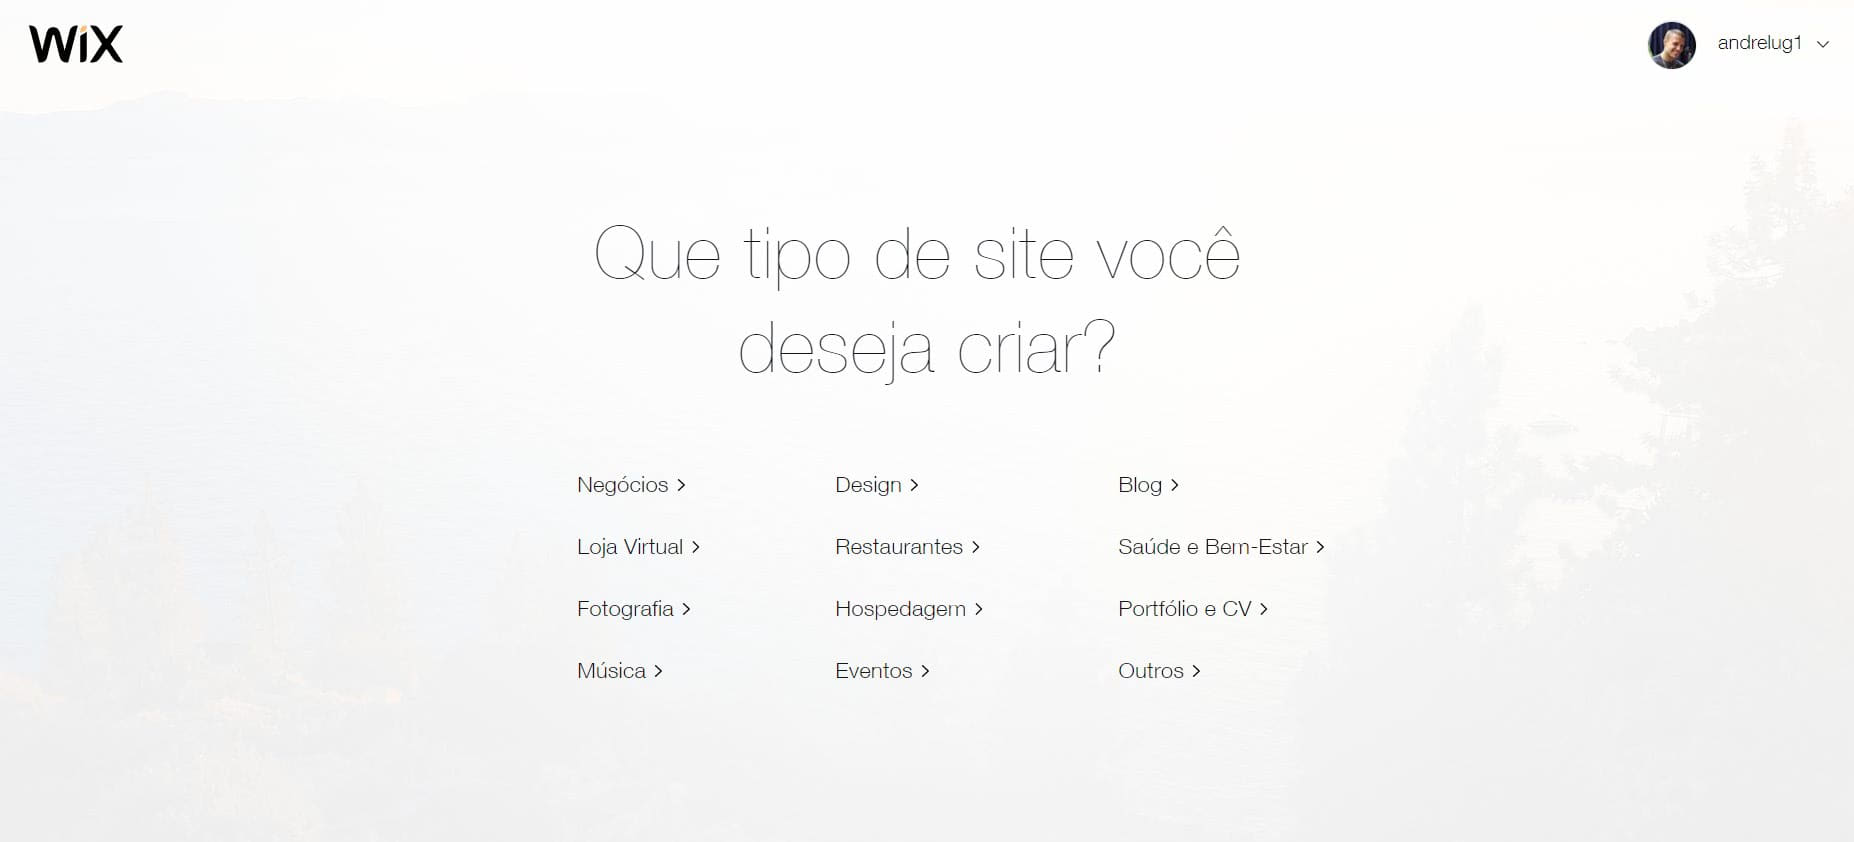 WiX
andrelug1
Que tipo de site você
deseja criar?
Negócios
Design
Blog
Loja Virtual
Restaurantes
Saúde e Bem-Estar
Fotografia
Hospedagem
Portfólio e CV
Música
Eventos
Outros